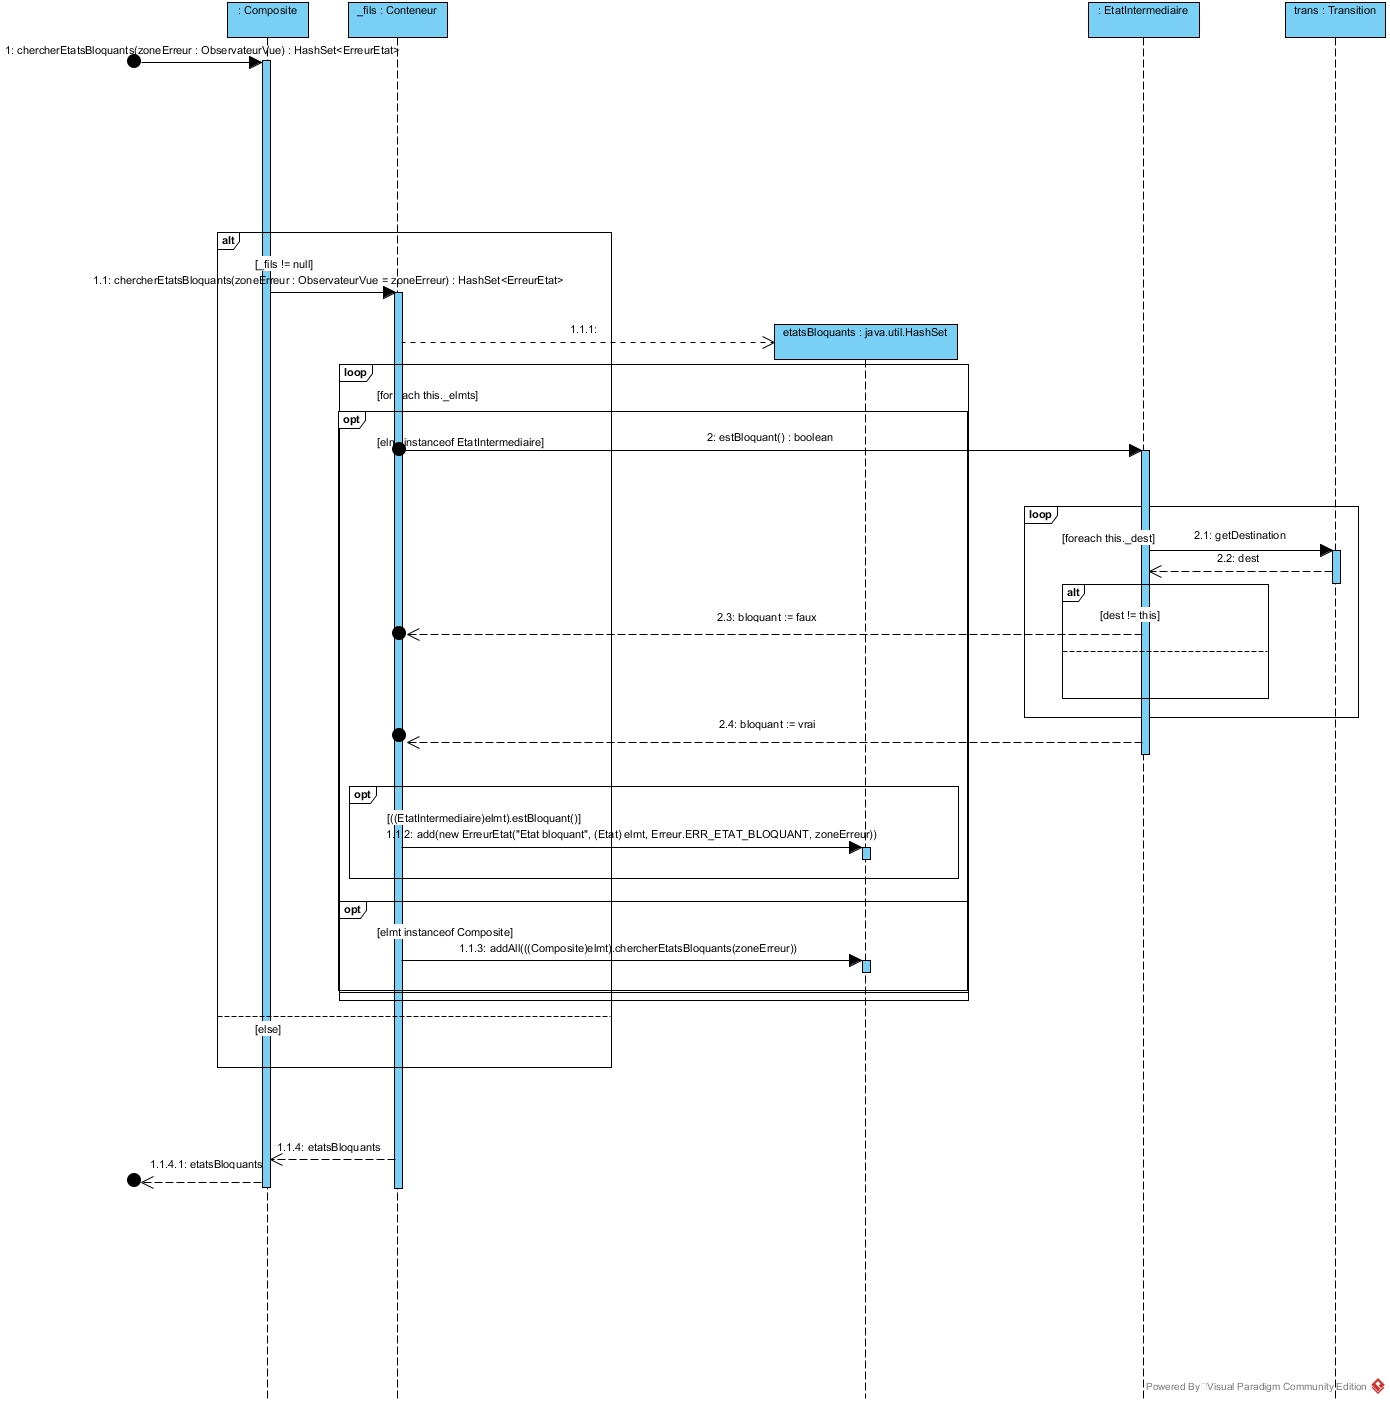 : Composite
_fils : Conteneur
: EtatIntermediaire
trans : Transition
1: chercherEtatsBloquants(zoneErreur : ObservateurVue) : HashSet<ErreurEtat>
alt
[_fils != null]
1.1: chercherEtatsBloquants(zoneErreur : ObservateurVue = zoneErreur) : HashSet<ErreurEtat>
1.1.1:
etatsBloquants : java.util.HashSet
loop
[foreach this._elmts]
opt
[elmt instanceof EtatIntermediaire]
2: estBloquant() : boolean
loop
[foreach this._dest]
2.1: getDestination
2.2: dest
alt
[dest != this]
2.3: bloquant := faux
2.4: bloquant := vrai
opt
[((EtatIntermediaire)elmt).estBloquant()]
1.1.2: add(new ErreurEtat("Etat bloquant", (Etat) elmt, Erreur.ERR_ETAT_BLOQUANT, zoneErreur))
opt
[elmt instanceof Composite]
1.1.3: addAll(((Composite)elmt).chercherEtatsBloquants(zoneErreur))
[else]
1.1.4: etatsBloquants
1.1.4.1: etatsBloquants
Powered By Visual Paradigm Community Edition